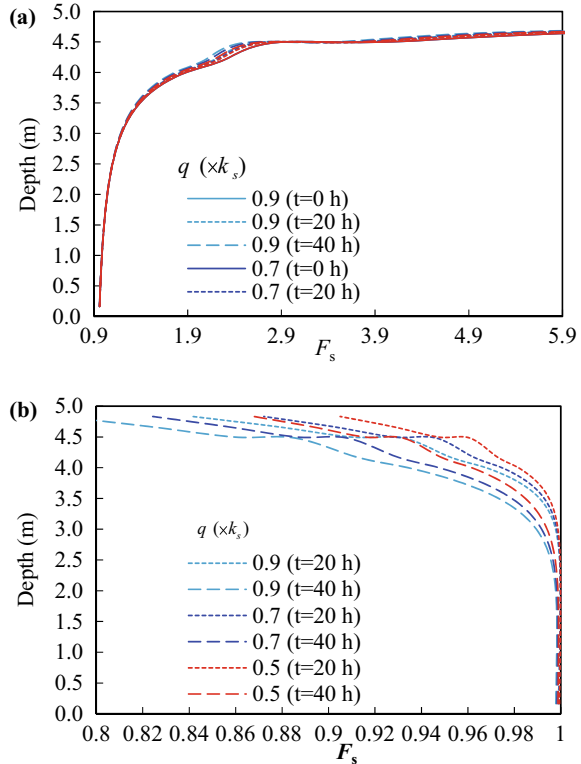 (a)
5.0
4.5
4.0
3.5
3.0
2.5
2.0
1.5
1.0
0.5
0.0
Depth (m)
q (×k_s)
0.9 (t=0 h)
0.9 (t=20 h)
0.9 (t=40 h)
0.7 (t=0 h)
0.7 (t=20 h)
0.9 1.9 2.9 3.9 4.9 5.9
F_s
(b)
5.0
4.5
4.0
3.5
3.0
2.5
2.0
1.5
1.0
0.5
0.0
Depth (m)
q (×k_s)
0.9 (t=20 h)
0.9 (t=40 h)
0.7 (t=20 h)
0.7 (t=40 h)
0.5 (t=20 h)
0.5 (t=40 h)
0.8 0.82 0.84 0.86 0.88 0.9 0.92 0.94 0.96 0.98 1
F_s